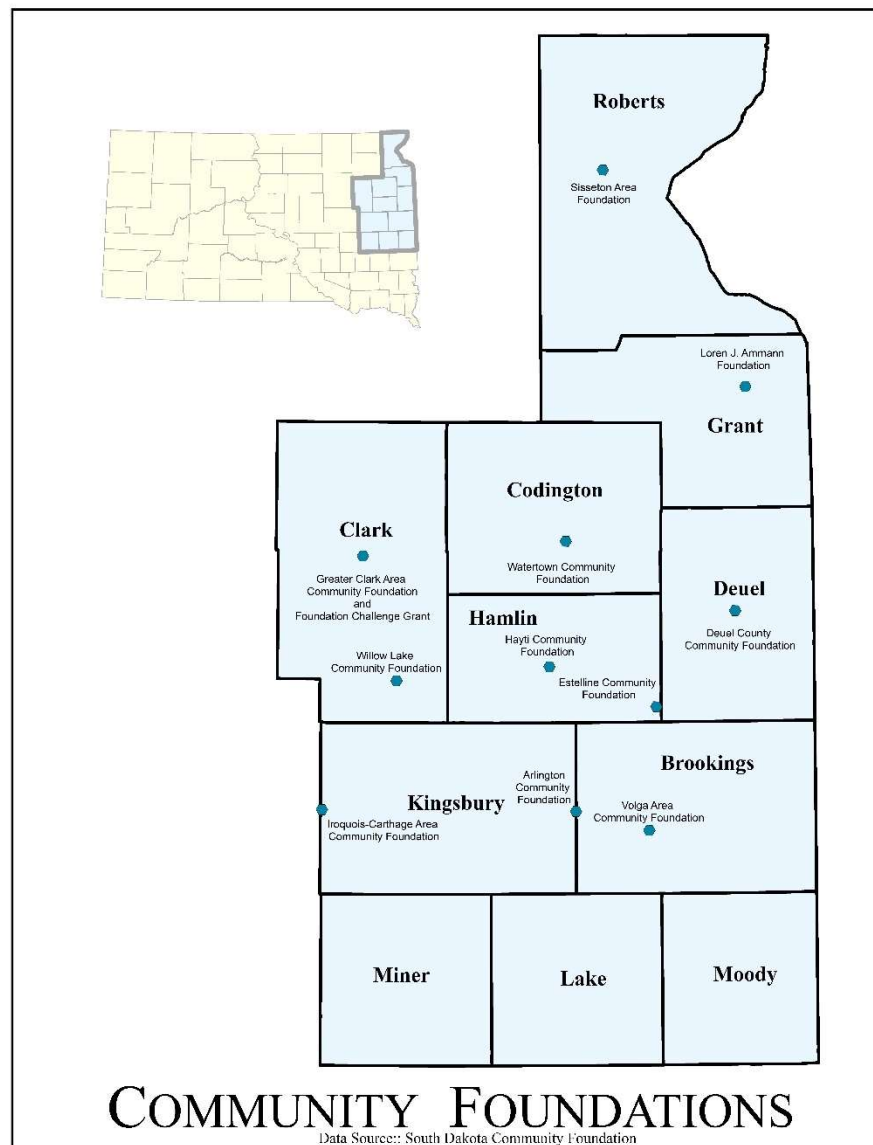 Roberts
Sisseton Area
Foundation
Loren J. Ammann
Foundation
Grant
Codington
Watertown Community
Foundation
Clark
Greater Clark Area
Community Foundation
and
Foundation Challenge Grant
Willow Lake
Community Foundation
Deuel
Deuel County
Community Foundation
Hamlin
Hayti Community
Foundation
Estelline Community
Foundation
Kingsbury
Iroquois-Carthage Area
Community Foundation
Arlington
Community
Foundation
Brookings
Volga Area
Community Foundation
Miner
Lake
Moody
COMMUNITY FOUNDATIONS
Data Source:: South Dakota Community Foundation